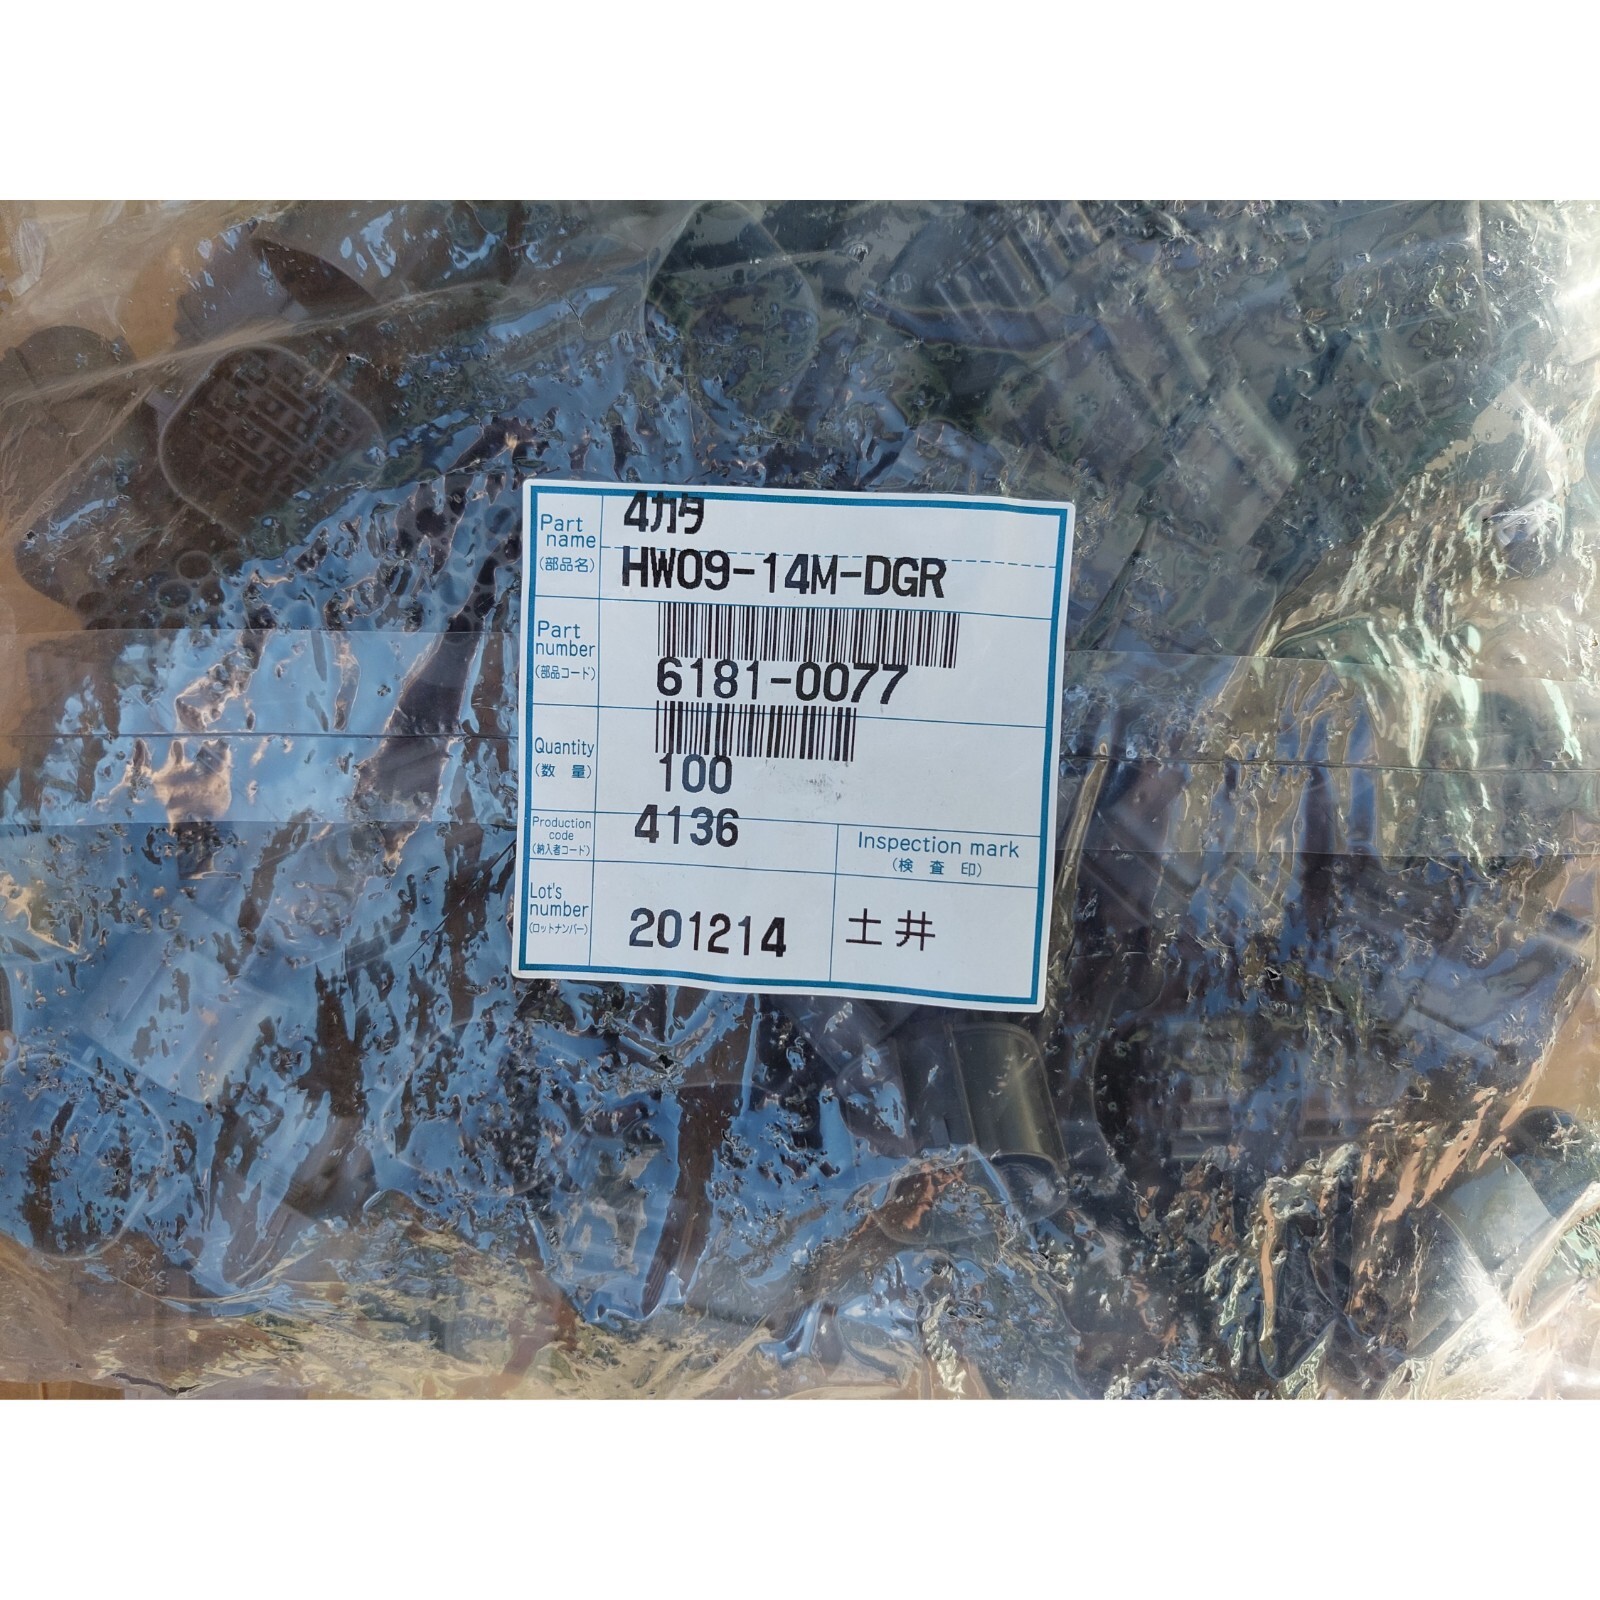 Part name
(部品名)
4カタ
HW09-14M-DGR
Part number
(部品コード)
6181-0077
Quantity
(数 量)
100
Production code
(納入者コード)
4136
Inspection mark
(検 査 印)
Lot's number
(ロットナンバー)
201214
土井